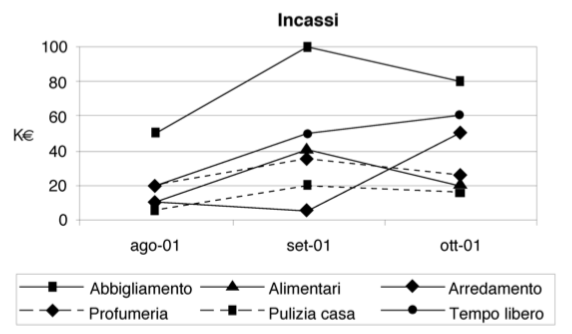 Incassi
100
80
60
K€
40
20
0
ago-01 set-01 ott-01
Abbigliamento Alimentari Arredamento
Profumeria Pulizia casa Tempo libero